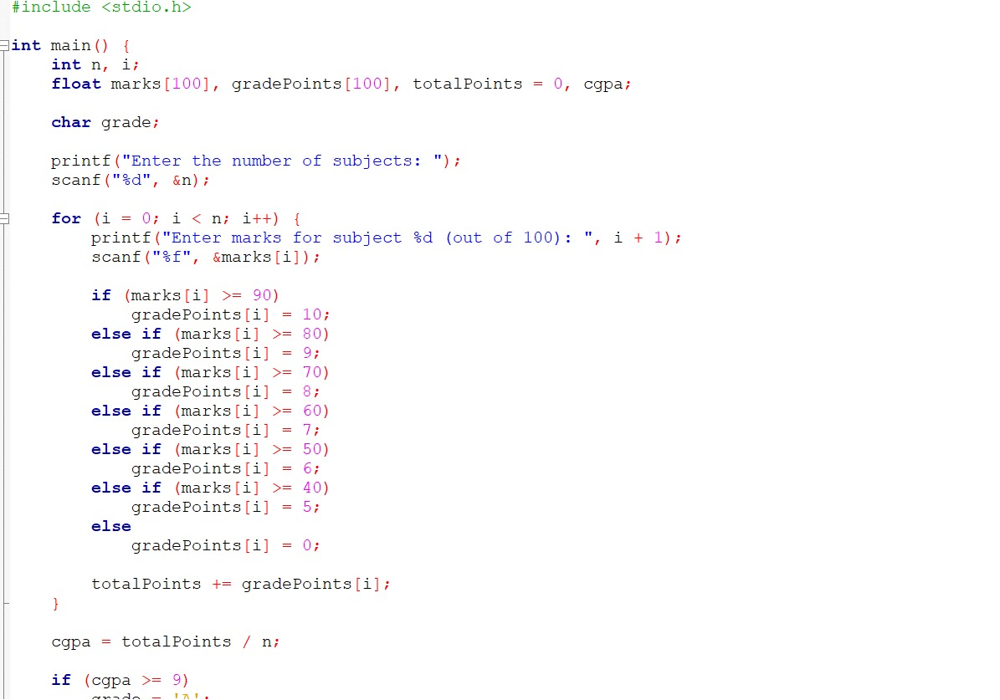 #include <stdio.h>
int main() {
int n, i;
float marks[100], gradePoints[100], totalPoints = 0, cgpa;
char grade;
printf("Enter the number of subjects: ");
scanf("%d", &n);
for (i = 0; i < n; i++) {
printf("Enter marks for subject %d (out of 100): ", i + 1);
scanf("%f", &marks[i]);
if (marks[i] >= 90)
gradePoints[i] = 10;
else if (marks[i] >= 80)
gradePoints[i] = 9;
else if (marks[i] >= 70)
gradePoints[i] = 8;
else if (marks[i] >= 60)
gradePoints[i] = 7;
else if (marks[i] >= 50)
gradePoints[i] = 6;
else if (marks[i] >= 40)
gradePoints[i] = 5;
else
gradePoints[i] = 0;
totalPoints += gradePoints[i];
}
cgpa = totalPoints / n;
if (cgpa >= 9)
grade = 'A';